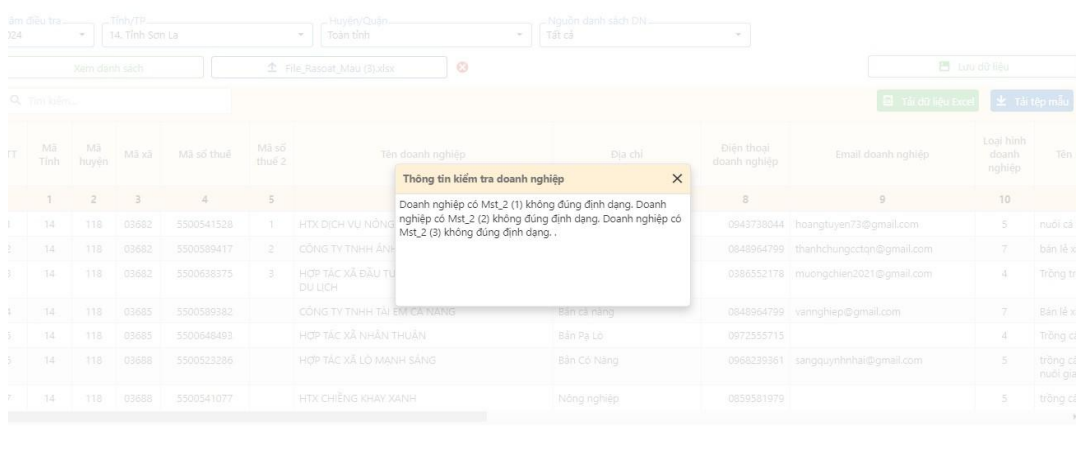 năm điều tra
2024
Tỉnh/TP
14. Tỉnh Sơn La
Huyện/Quận
Toàn tỉnh
Nguồn danh sách DN
Tất cả
Xem danh sách
File_Rasoat_Mau (3).xlsx
Lưu dữ liệu
Tìm kiếm...
Tải dữ liệu Excel
Tải tệp mẫu
TT Mã Tỉnh Mã huyện Mã xã Mã số thuế Mã số thuế 2 Tên doanh nghiệp Địa chỉ Điện thoại doanh nghiệp Email doanh nghiệp Loại hình doanh nghiệp Tên
Thông tin kiểm tra doanh nghiệp
Doanh nghiệp có Mst_2 (1) không đúng định dạng. Doanh
nghiệp có Mst_2 (2) không đúng định dạng. Doanh nghiệp có
Mst_2 (3) không đúng định dạng. .
1 2 3 4 5 8 9 10
14 118 03682 5500541528 1 HTX DỊCH VỤ NÔNG 0943738044 hoangtuyen73@gmail.com 5 nuôi cá
2 14 118 03682 5500589417 2 CÔNG TY TNHH ÁNH 0848964799 thanhchungcctqn@gmail.com 7 bán lẻ x
14 118 03682 5500638375 3 HỢP TÁC XÃ ĐẦU TƯ 0386552178 muongchien2021@gmail.com 4 Trồng tr
DU LỊCH
14 118 03685 5500589382 CÔNG TY TNHH TÀI EM CÀ NÀNG Bản cà nàng 0848964799 vannghiep@gmail.com 7 Bán lẻ x
5 14 118 03685 5500648493 HỢP TÁC XÃ NHÂN THUẬN Bản Pạ Lò 0972555715 4 Trồng câ
14 118 03688 5500523286 HỢP TÁC XÃ LÒ MẠNH SÁNG Bản Có Nàng 0968239361 sangquynhnhai@gmail.com 5 trồng câ
nuôi gia
14 118 03688 5500541077 HTX CHIỀNG KHAY XANH Nông nghiệp 0859581979 5 trồng câ